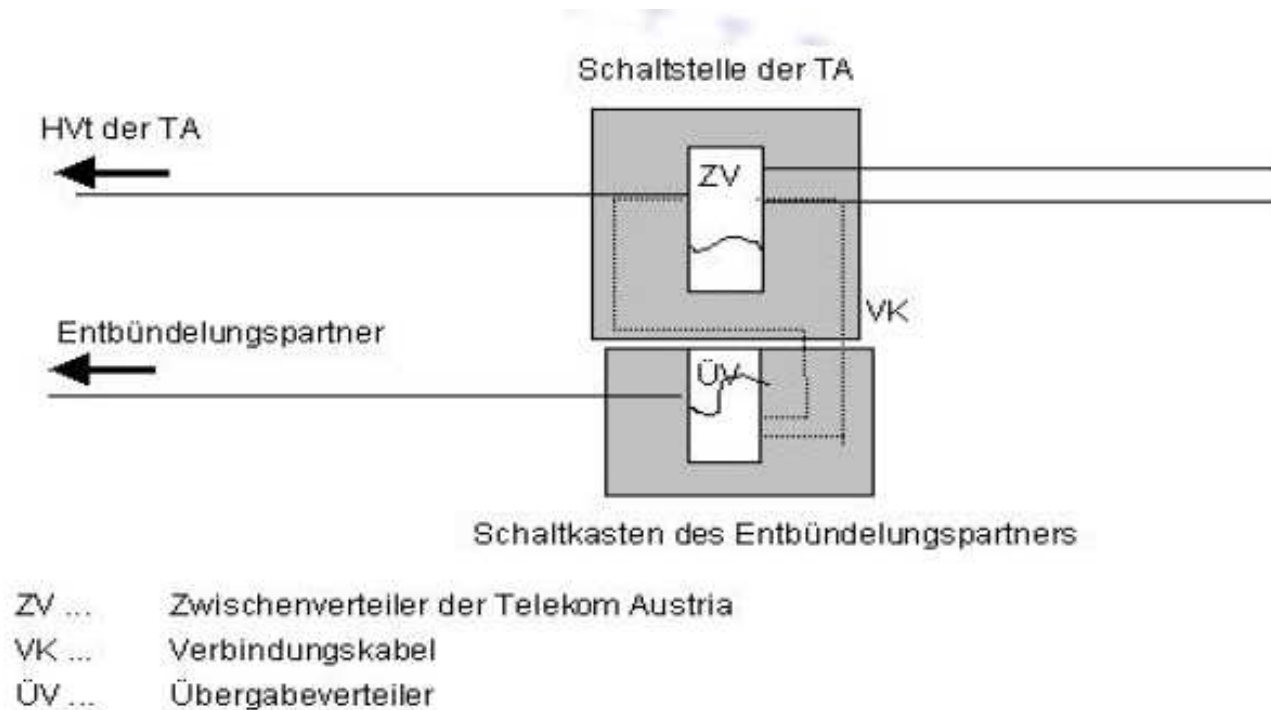 Schaltstelle der TA
HVt der TA
ZV
VK
Entbündelungspartner
ÜV
Schaltkasten des Entbündelungspartners
ZV ... Zwischenverteiler der Telekom Austria
VK ... Verbindungskabel
ÜV ... Übergabeverteiler